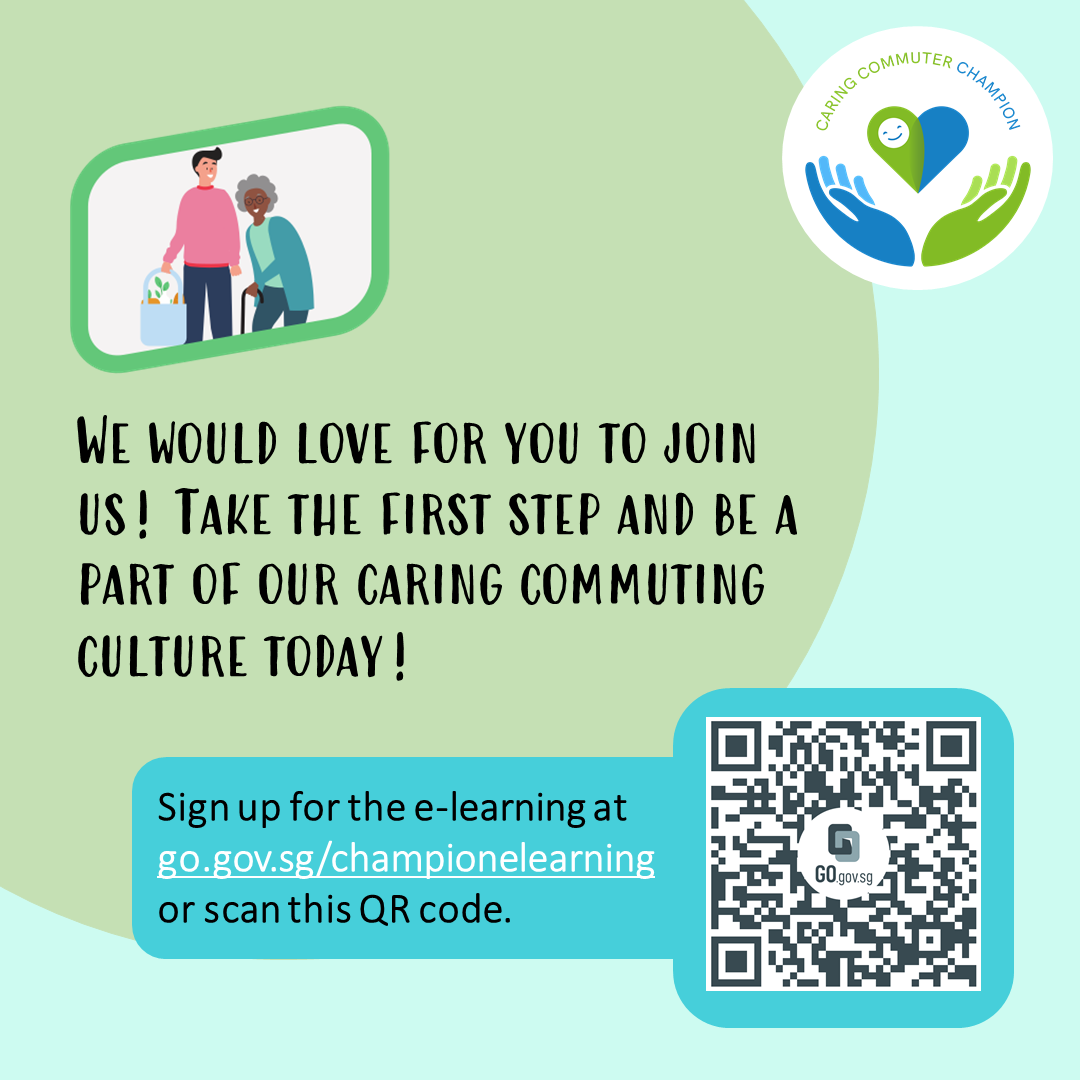 CARING COMMUTER CHAMPION
WE WOULD LOVE FOR YOU TO JOIN
US! TAKE THE FIRST STEP AND BE A
PART OF OUR CARING COMMUTING
CULTURE TODAY!
Sign up for the e-learning at
go.gov.sg/championelearning
or scan this QR code.
GO.gov.sg